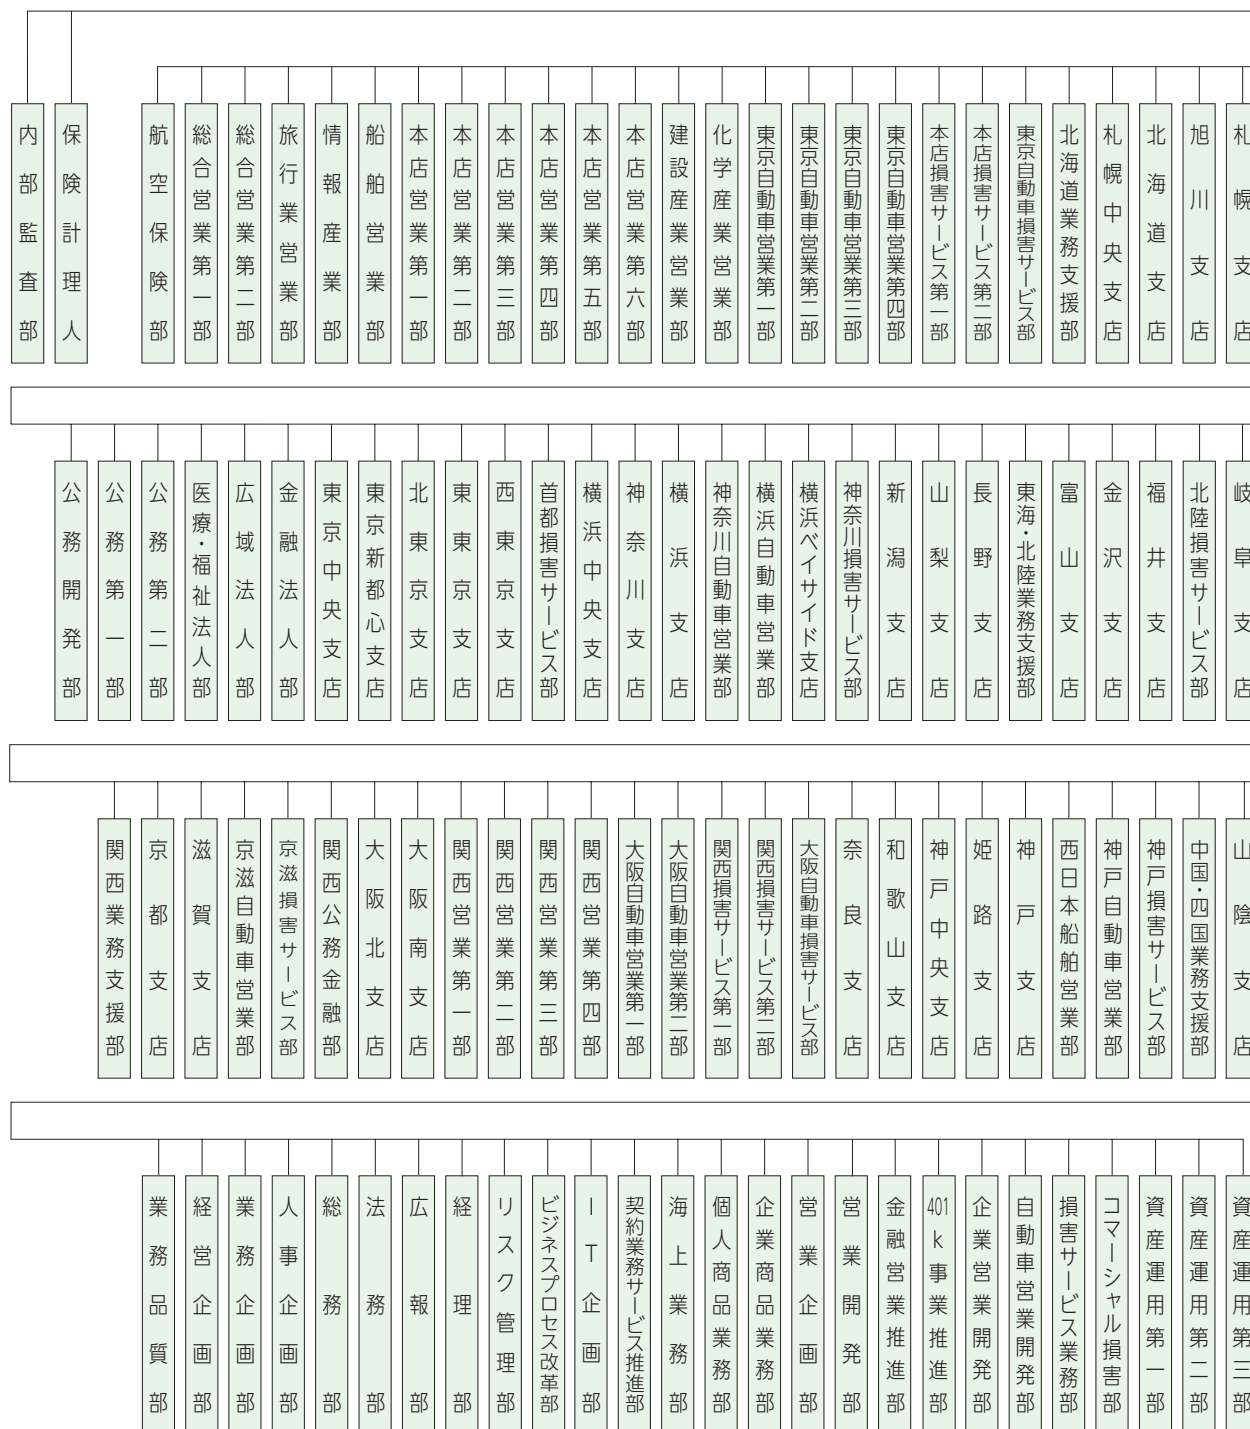 内部監査部
保険計理人
航空保険部
総合営業第一部
総合営業第二部
旅行業営業部
情報産業部
船舶営業部
本店営業第一部
本店営業第二部
本店営業第三部
本店営業第四部
本店営業第五部
本店営業第六部
建設産業営業部
化学産業営業部
東京自動車営業第一部
東京自動車営業第二部
東京自動車営業第三部
東京自動車営業第四部
本店損害サービス第一部
本店損害サービス第二部
東京自動車損害サービス部
北海道業務支援部
札幌中央支店
北海道支店
旭川支店
札幌支店
公務開発部
公務第一部
公務第二部
医療・福祉法人部
広域法人部
金融法人部
東京中央支店
東京新都心支店
北東京支店
東東京支店
西東京支店
首都損害サービス部
横浜中央支店
神奈川支店
横浜支店
神奈川自動車営業部
横浜自動車営業部
横浜ベイサイド支店
神奈川損害サービス部
新潟支店
山梨支店
長野支店
東海・北陸業務支援部
富山支店
金沢支店
福井支店
北陸損害サービス部
岐阜支店
関西業務支援部
京都支店
滋賀支店
京滋自動車営業部
京滋損害サービス部
関西公務金融部
大阪北支店
大阪南支店
関西営業第一部
関西営業第二部
関西営業第三部
関西営業第四部
大阪自動車営業第一部
大阪自動車営業第二部
関西損害サービス第一部
関西損害サービス第二部
大阪自動車損害サービス部
奈良支店
和歌山支店
神戸中央支店
姫路支店
神戸支店
西日本船舶営業部
神戸自動車営業部
神戸損害サービス部
中国・四国業務支援部
山陰支店
業務品質部
経営企画部
業務企画部
人事企画部
総務部
法務部
広報部
経理部
リスク管理部
ビジネスプロセス改革部
IT企画部
契約業務サービス推進部
海上業務部
個人商品業務部
企業商品業務部
営業企画部
営業開発部
金融営業推進部
401k事業推進部
企業営業開発部
自動車営業開発部
損害サービス業務部
コマーシャル損害部
資産運用第一部
資産運用第二部
資産運用第三部